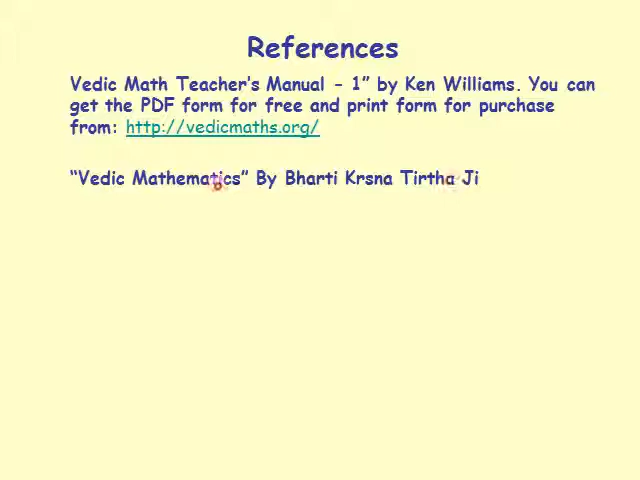 References
Vedic Math Teacher's Manual - 1” by Ken Williams. You can
get the PDF form for free and print form for purchase
from: http://vedicmaths.org/
“Vedic Mathematics” By Bharti Krsna Tirtha Ji